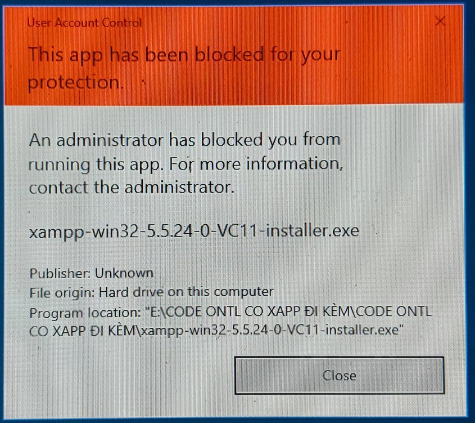 User Account Control
This app has been blocked for your
protection.
An administrator has blocked you from
running this app. For more information,
contact the administrator.
xampp-win32-5.5.24-0-VC11-installer.exe
Publisher: Unknown
File origin: Hard drive on this computer
Program location: "E:\CODE ONTL CO XAPP ĐI KÈM\CODE ONTL
CO XAPP ĐI KÈM\xampp-win32-5.5.24-0-VC11-installer.exe"
Close